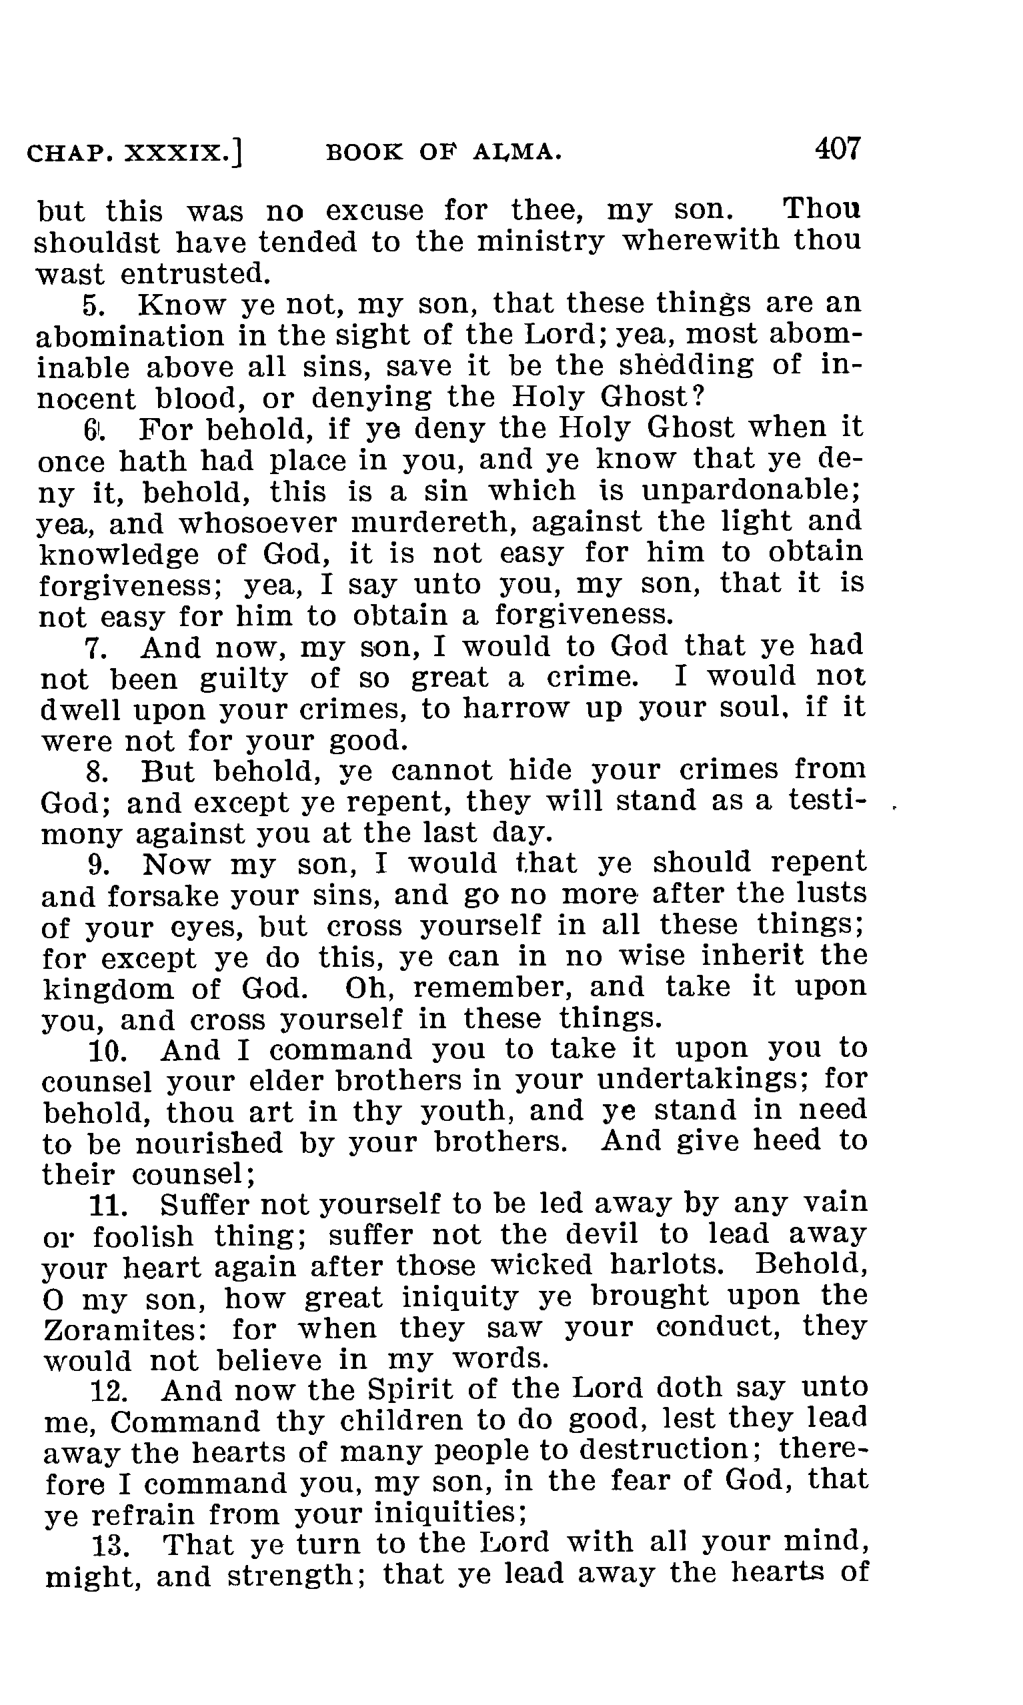 CHAP. XXXIX.] BOOK OF ALMA. 407
but this was no excuse for thee, my son. Thou
shouldst have tended to the ministry wherewith thou
wast entrusted.
5. Know ye not, my son, that these things are an
abomination in the sight of the Lord; yea, most abom-
inable above all sins, save it be the shedding of in-
nocent blood, or denying the Holy Ghost?
6. For behold, if ye deny the Holy Ghost when it
once hath had place in you, and ye know that ye de-
ny it, behold, this is a sin which is unpardonable;
yea, and whosoever murdereth, against the light and
knowledge of God, it is not easy for him to obtain
forgiveness; yea, I say unto you, my son, that it is
not easy for him to obtain a forgiveness.
7. And now, my son, I would to God that ye had
not been guilty of so great a crime. I would not
dwell upon your crimes, to harrow up your soul, if it
were not for your good.
8. But behold, ye cannot hide your crimes from
God; and except ye repent, they will stand as a testi-
mony against you at the last day.
9. Now my son, I would that ye should repent
and forsake your sins, and go no more after the lusts
of your eyes, but cross yourself in all these things;
for except ye do this, ye can in no wise inherit the
kingdom of God. Oh, remember, and take it upon
you, and cross yourself in these things.
10. And I command you to take it upon you to
counsel your elder brothers in your undertakings; for
behold, thou art in thy youth, and ye stand in need
to be nourished by your brothers. And give heed to
their counsel;
11. Suffer not yourself to be led away by any vain
or foolish thing; suffer not the devil to lead away
your heart again after those wicked harlots. Behold,
O my son, how great iniquity ye brought upon the
Zoramites: for when they saw your conduct, they
would not believe in my words.
12. And now the Spirit of the Lord doth say unto
me, Command thy children to do good, lest they lead
away the hearts of many people to destruction; there-
fore I command you, my son, in the fear of God, that
ye refrain from your iniquities;
13. That ye turn to the Lord with all your mind,
might, and strength; that ye lead away the hearts of